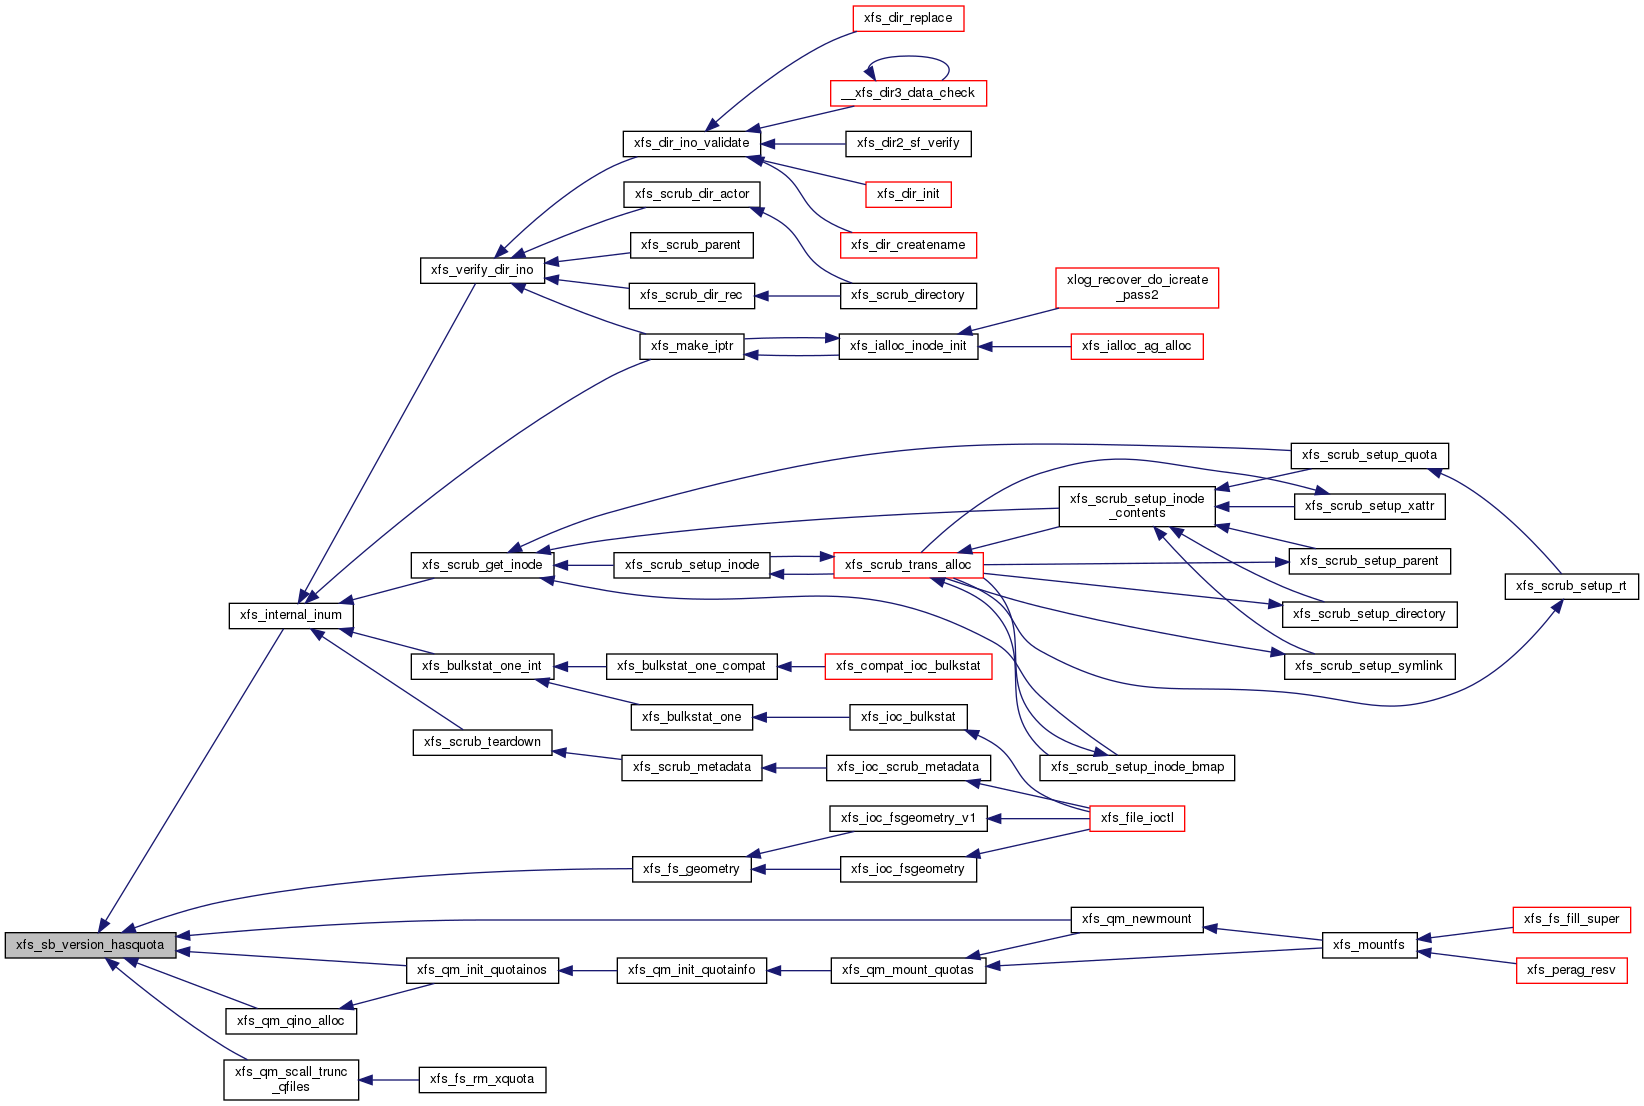 xfs_dir_replace
__xfs_dir3_data_check
xfs_dir_ino_validate
xfs_dir2_sf_verify
xfs_scrub_dir_actor
xfs_dir_init
xfs_scrub_parent
xfs_dir_createname
xfs_verify_dir_ino
xlog_recover_do_icreate
_pass2
xfs_scrub_dir_rec
xfs_scrub_directory
xfs_make_iptr
xfs_ialloc_inode_init
xfs_ialloc_ag_alloc
xfs_scrub_setup_quota
xfs_scrub_setup_inode
_contents
xfs_scrub_setup_xattr
xfs_scrub_get_inode
xfs_scrub_setup_inode
xfs_scrub_trans_alloc
xfs_scrub_setup_parent
xfs_scrub_setup_rt
xfs_internal_inum
xfs_scrub_setup_directory
xfs_bulkstat_one_int
xfs_bulkstat_one_compat
xfs_compat_ioc_bulkstat
xfs_scrub_setup_symlink
xfs_bulkstat_one
xfs_ioc_bulkstat
xfs_scrub_teardown
xfs_scrub_metadata
xfs_ioc_scrub_metadata
xfs_scrub_setup_inode_bmap
xfs_ioc_fsgeometry_v1
xfs_file_ioctl
xfs_fs_geometry
xfs_ioc_fsgeometry
xfs_qm_newmount
xfs_fs_fill_super
xfs_sb_version_hasquota
xfs_mountfs
xfs_qm_init_quotainos
xfs_qm_init_quotainfo
xfs_qm_mount_quotas
xfs_perag_resv
xfs_qm_qino_alloc
xfs_qm_scall_trunc
_qfiles
xfs_fs_rm_xquota